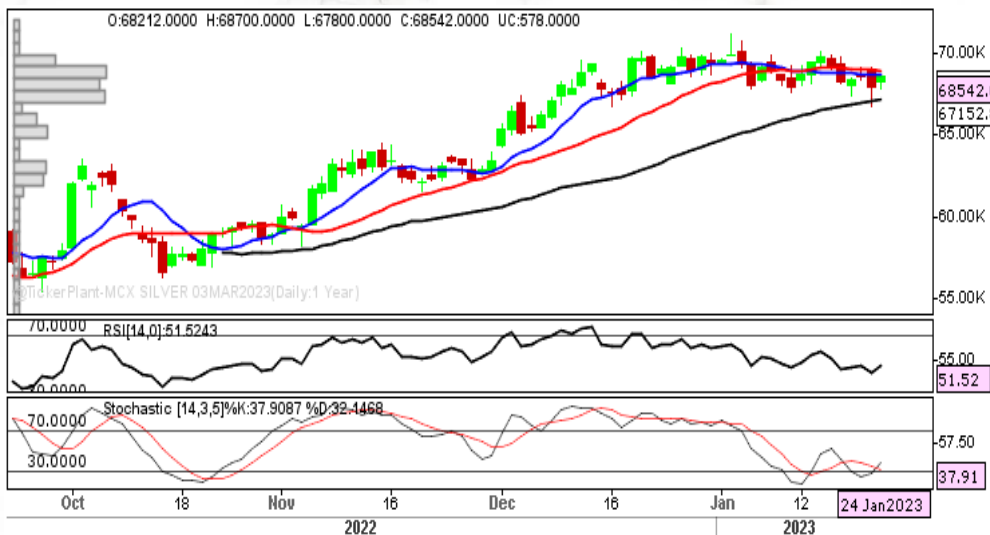 O:68212.0000 H:68700.0000 L:67800.0000 C:68542.0000 UC:578.0000
70.00K
68542.
67152.
65.00K
60.00K
55.00K
@TickerPlant-MCX SILVER 03MAR2023(Daily:1 Year)
70.0000 RSI[14,0]:51.5243
55.00
51.52
Stochastic [14,3,5]%K:37.9087 %D:32.4468
70.0000
57.50
30.0000
37.91
Oct 18 Nov 16 Dec 16 Jan 12 24 Jan2023
2022 2023